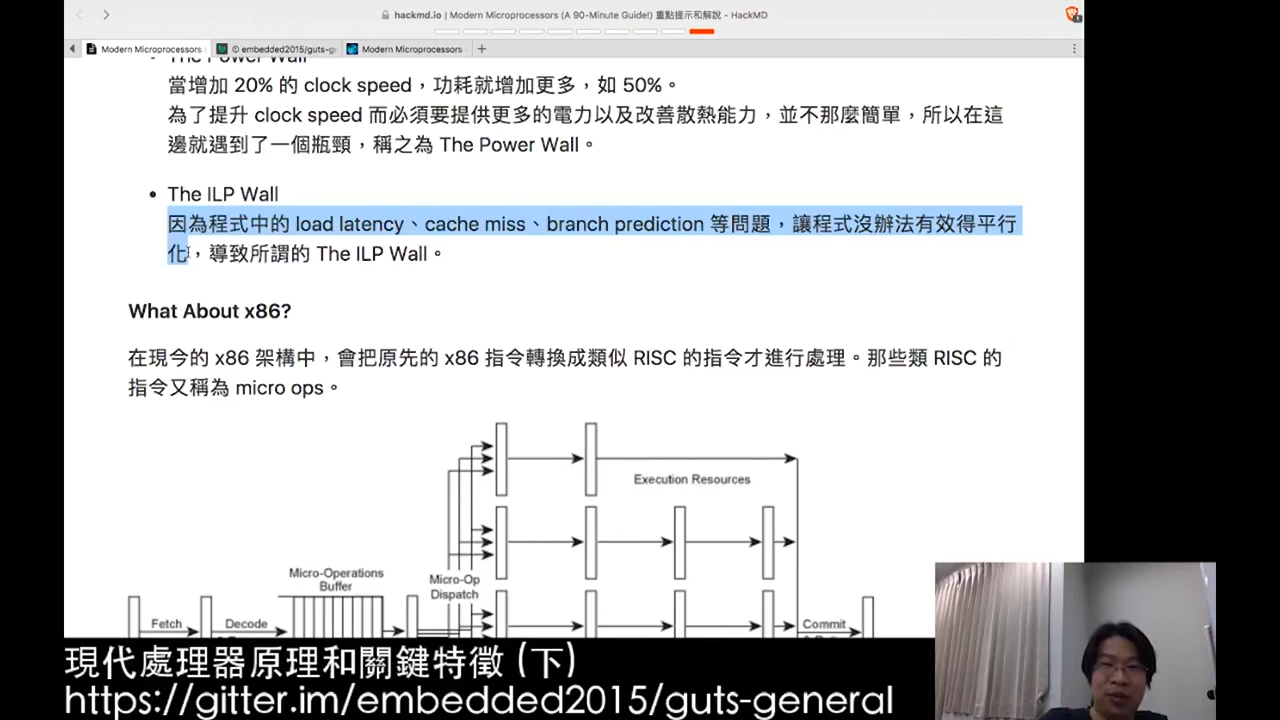 hackmd.io | Modern Microprocessors (A 90-Minute Guide!) 重點提示和解說 - HackMD
Modern Microprocessors
embedded2015/guts-g
Modern Microprocessors
The Power Wall
當增加 20% 的 clock speed，功耗就增加更多，如 50%。
為了提升 clock speed 而必須要提供更多的電力以及改善散熱能力，並不那麼簡單，所以在這
邊就遇到了一個瓶頸，稱之為 The Power Wall。
The ILP Wall
因為程式中的 load latency、cache miss、branch prediction 等問題，讓程式沒辦法有效得平行
化，導致所謂的 The ILP Wall。
What About x86?
在現今的 x86 架構中，會把原先的 x86 指令轉換成類似 RISC 的指令才進行處理。那些類 RISC 的
指令又稱為 micro ops。
Execution Resources
Micro-Operations
Buffer
Micro-Op
Dispatch
Fetch
Decode
Commit
現代處理器原理和關鍵特徵 (下)
https://gitter.im/embedded2015/guts-general